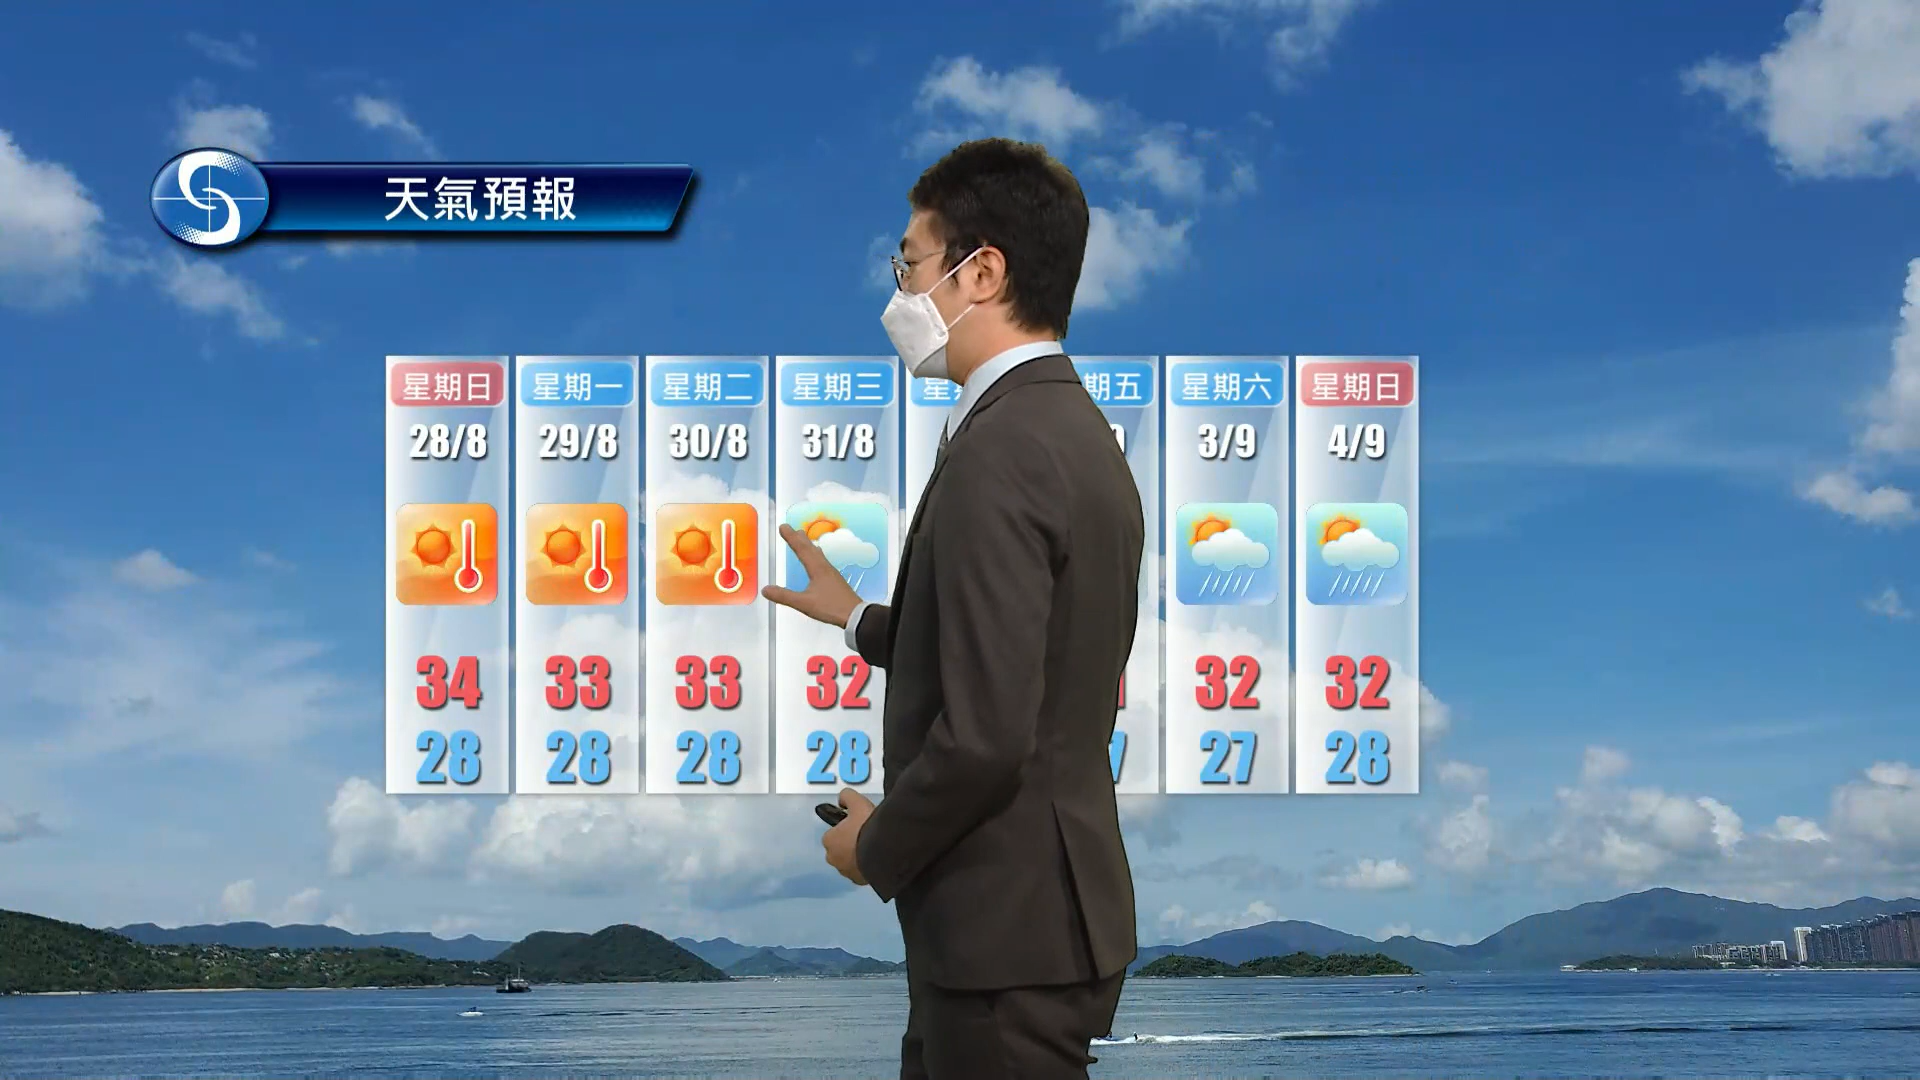 天氣預報
星期日 星期一 星期二 星期三 星 期五 星期六 星期日
28/8 29/8 30/8 31/8 3/9 4/9
34 33 33 32 32 32
28 28 28 28 27 28